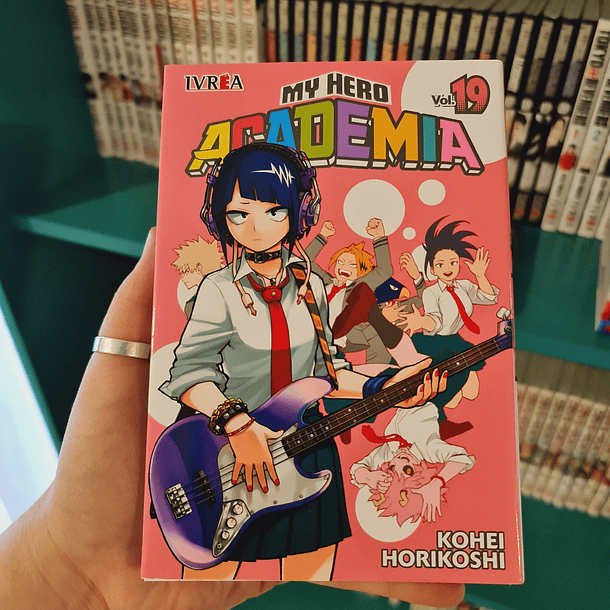 IVREA
MY HERO
Vol. 19
ACADEMIA
KOHEI
HORIKOSHI